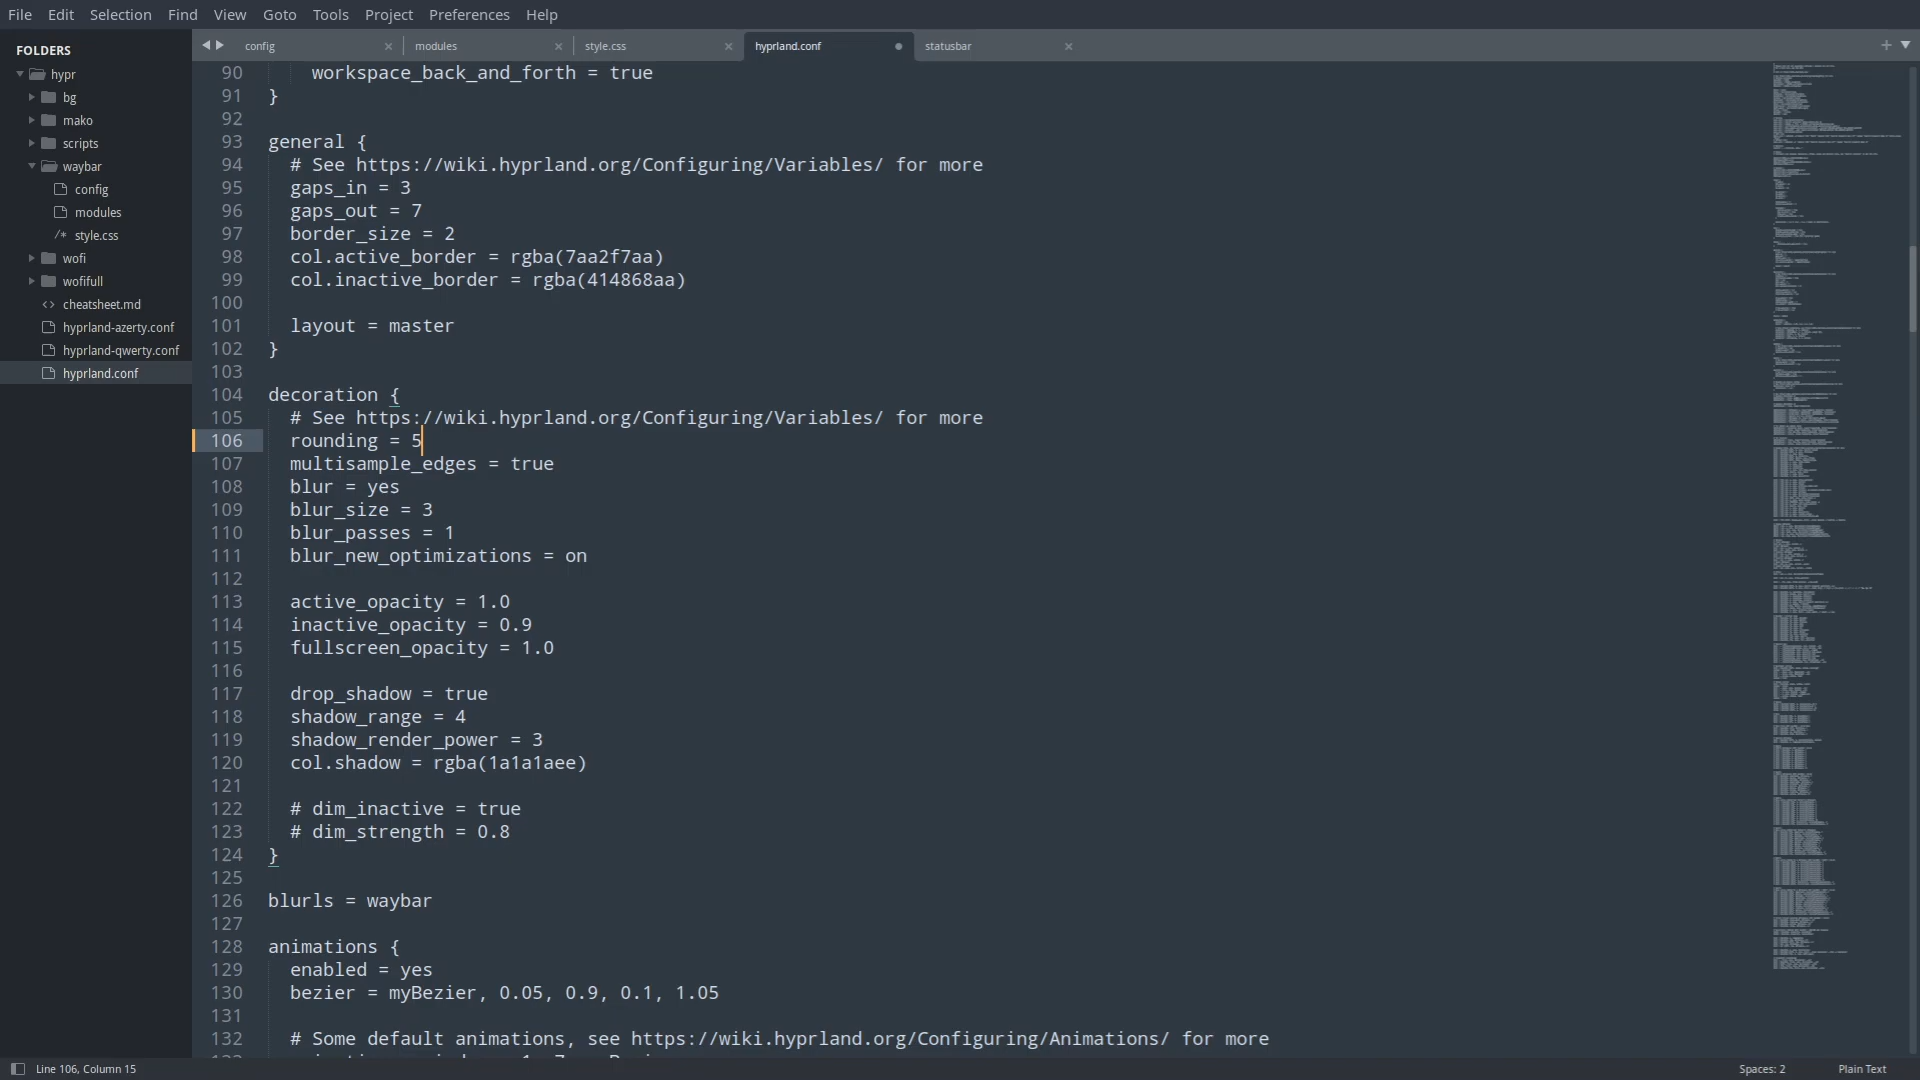 File Edit Selection Find View Goto Tools Project Preferences Help
FOLDERS
hypr
bg
mako
scripts
waybar
config
modules
/* style.css
wofi
wofifull
<> cheatsheet.md
hyprland-azerty.conf
hyprland-qwerty.conf
hyprland.conf
config × modules × style.css × hyprland.conf statusbar ×
90 workspace_back_and_forth = true
91 }
92
93 general {
94 # See https://wiki.hyprland.org/Configuring/Variables/ for more
95 gaps_in = 3
96 gaps_out = 7
97 border_size = 2
98 col.active_border = rgba(7aa2f7aa)
99 col.inactive_border = rgba(414868aa)
100
101 layout = master
102 }
103
104 decoration {
105 # See https://wiki.hyprland.org/Configuring/Variables/ for more
106 rounding = 5
107 multisample_edges = true
108 blur = yes
109 blur_size = 3
110 blur_passes = 1
111 blur_new_optimizations = on
112
113 active_opacity = 1.0
114 inactive_opacity = 0.9
115 fullscreen_opacity = 1.0
116
117 drop_shadow = true
118 shadow_range = 4
119 shadow_render_power = 3
120 col.shadow = rgba(1a1a1aee)
121
122 # dim_inactive = true
123 # dim_strength = 0.8
124 }
125
126 blurls = waybar
127
128 animations {
129 enabled = yes
130 bezier = myBezier, 0.05, 0.9, 0.1, 1.05
131
132 # Some default animations, see https://wiki.hyprland.org/Configuring/Animations/ for more
Line 106, Column 15
Spaces: 2 Plain Text